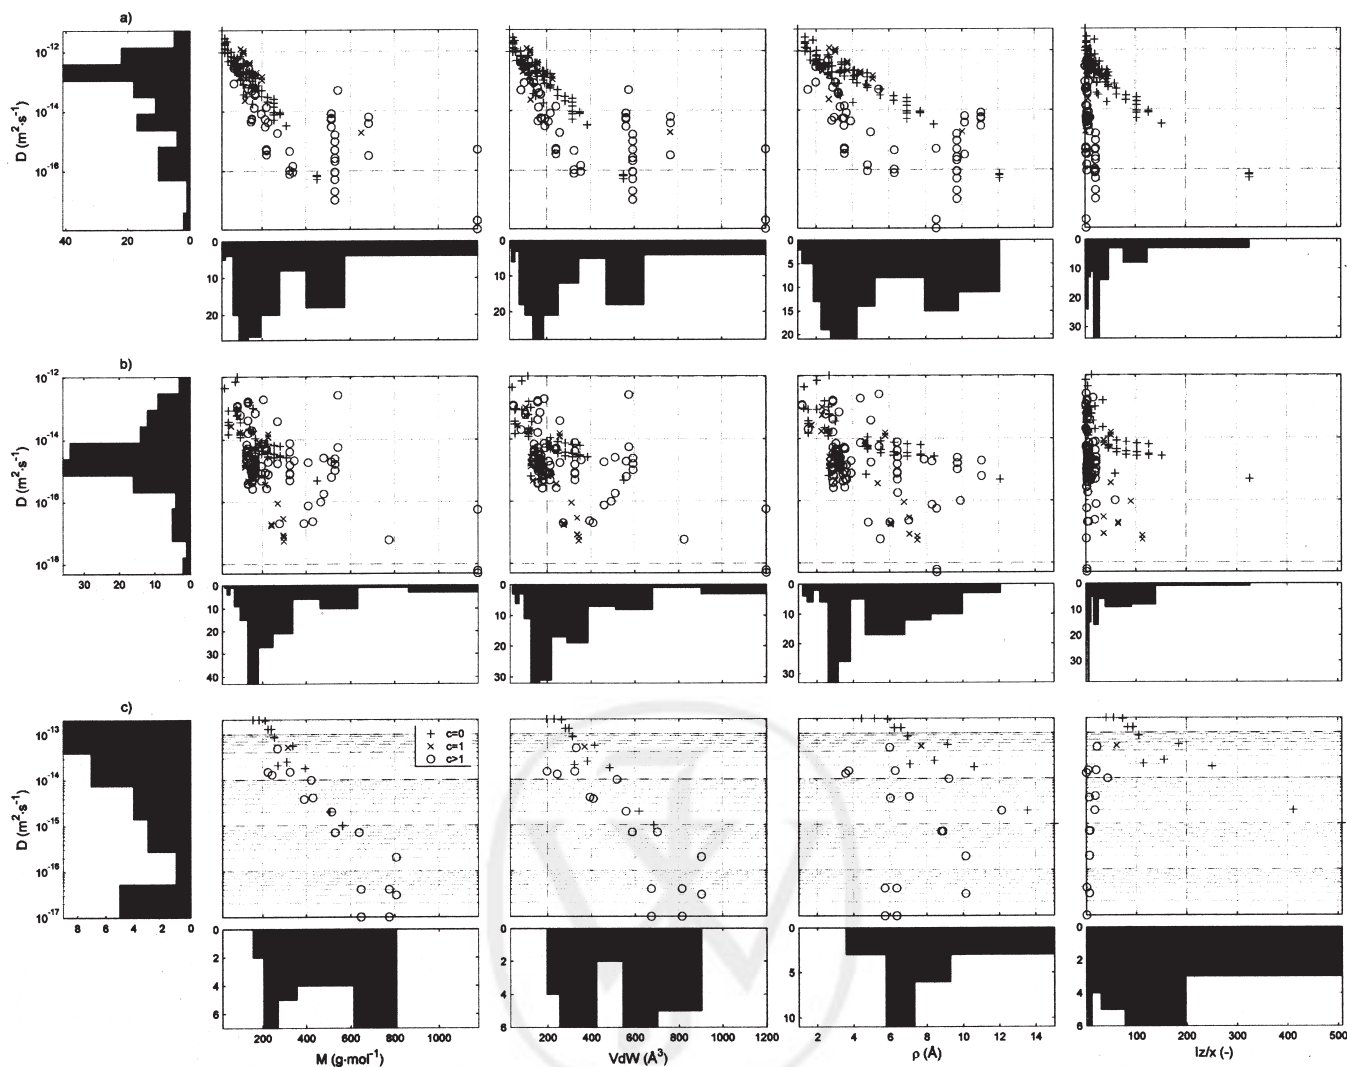 a)
10⁻¹²
10⁻¹⁴
10⁻¹⁶
D (m²·s⁻¹)
40 20 0
0
10
20
0
10
20
0
5
10
15
20
0
10
20
30
b)
10⁻¹²
10⁻¹⁴
10⁻¹⁶
10⁻¹⁸
D (m²·s⁻¹)
30 20 10 0
0
10
20
30
40
0
10
20
30
0
10
20
30
0
10
20
30
c)
10⁻¹³
10⁻¹⁴
10⁻¹⁵
10⁻¹⁶
10⁻¹⁷
D (m²·s⁻¹)
8 6 4 2 0
+ c=0
× c=1
○ c>1
0
2
4
6
200 400 600 800 1000
M (g·mol⁻¹)
0
2
4
6
200 400 600 800 1000 1200
VdW (Å³)
0
5
10
2 4 6 8 10 12 14
ρ (Å)
0
2
4
6
100 200 300 400 500
Iz/x (-)